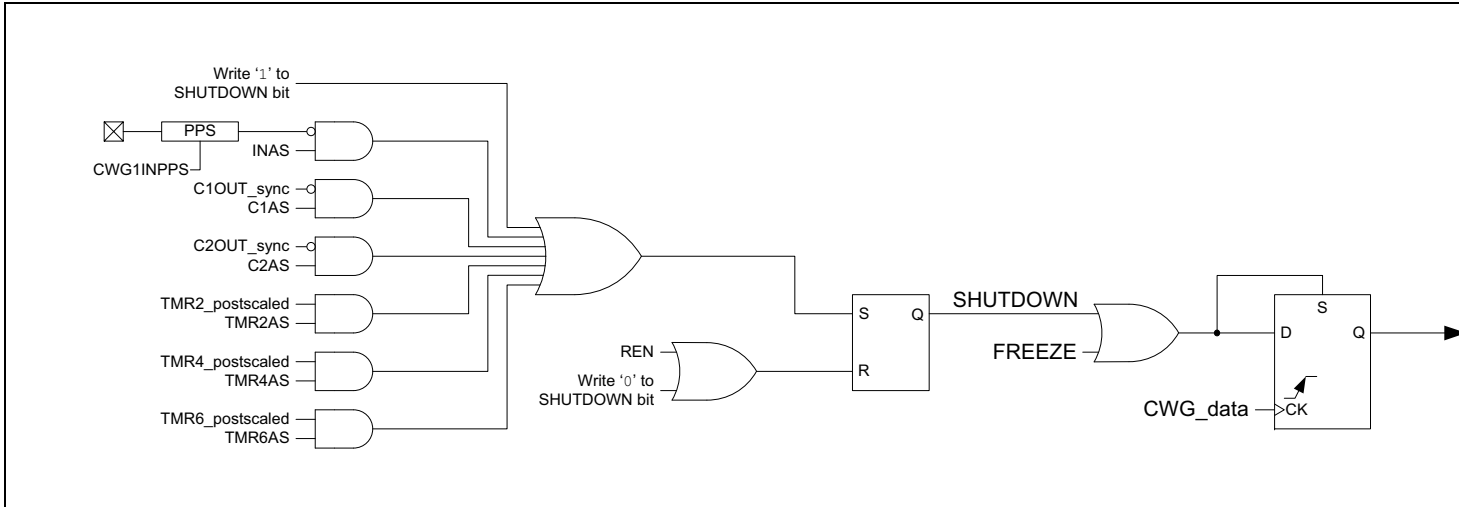 Write ‘1’ to
SHUTDOWN bit
PPS
INAS
CWG1INPPS
C1OUT_sync
C1AS
C2OUT_sync
C2AS
TMR2_postscaled
TMR2AS
TMR4_postscaled
TMR4AS
TMR6_postscaled
TMR6AS
REN
Write ‘0’ to
SHUTDOWN bit
S
Q
R
SHUTDOWN
FREEZE
S
D
Q
CWG_data
CK